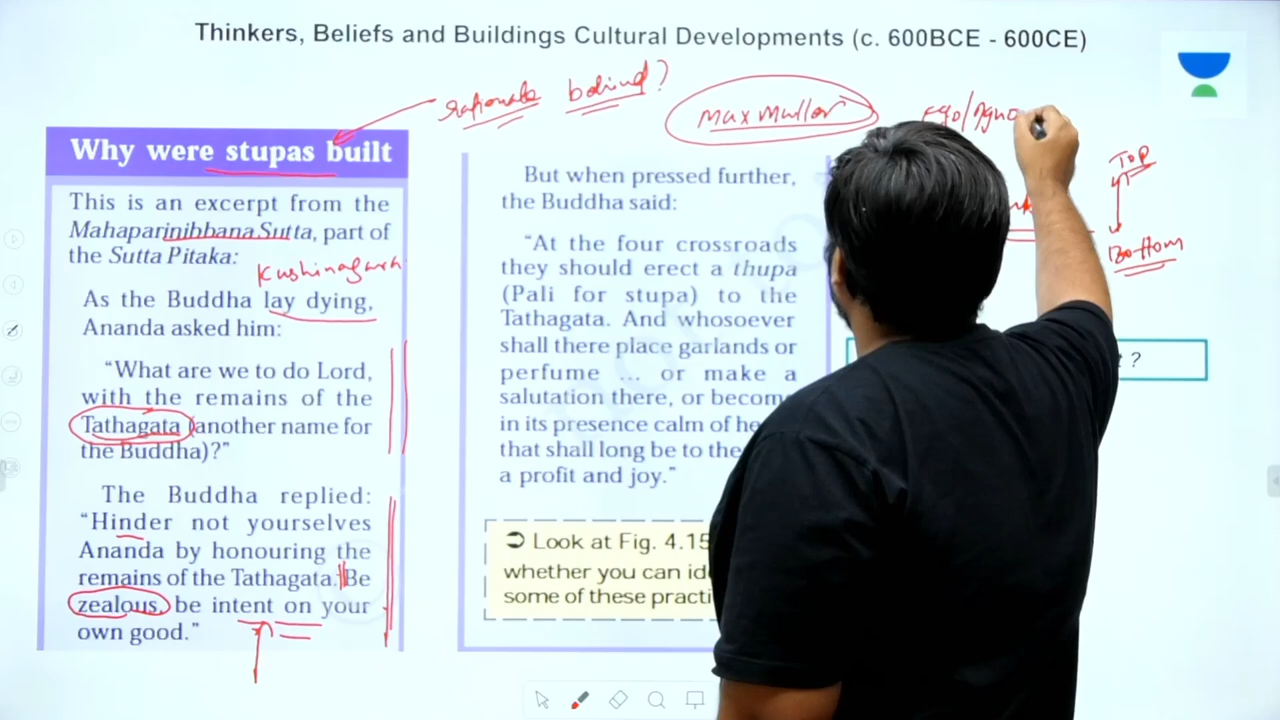 Thinkers, Beliefs and Buildings Cultural Developments (c. 600BCE - 600CE)
rationale behind?
Max Muller
Top
Bottom
Why were stupas built
This is an excerpt from the
Mahaparinibbana Sutta, part of
the Sutta Pitaka:
Kushinagarh
As the Buddha lay dying,
Ananda asked him:
"What are we to do Lord,
with the remains of the
Tathagata (another name for
the Buddha)?"
The Buddha replied:
"Hinder not yourselves
Ananda by honouring the
remains of the Tathagata. Be
zealous, be intent on your
own good."
But when pressed further,
the Buddha said:
"At the four crossroads
they should erect a thupa
(Pali for stupa) to the
Tathagata. And whosoever
shall there place garlands or
perfume ... or make a
salutation there, or become
in its presence calm of he
that shall long be to the
a profit and joy."
➲ Look at Fig. 4.15
whether you can id
some of these practi
?